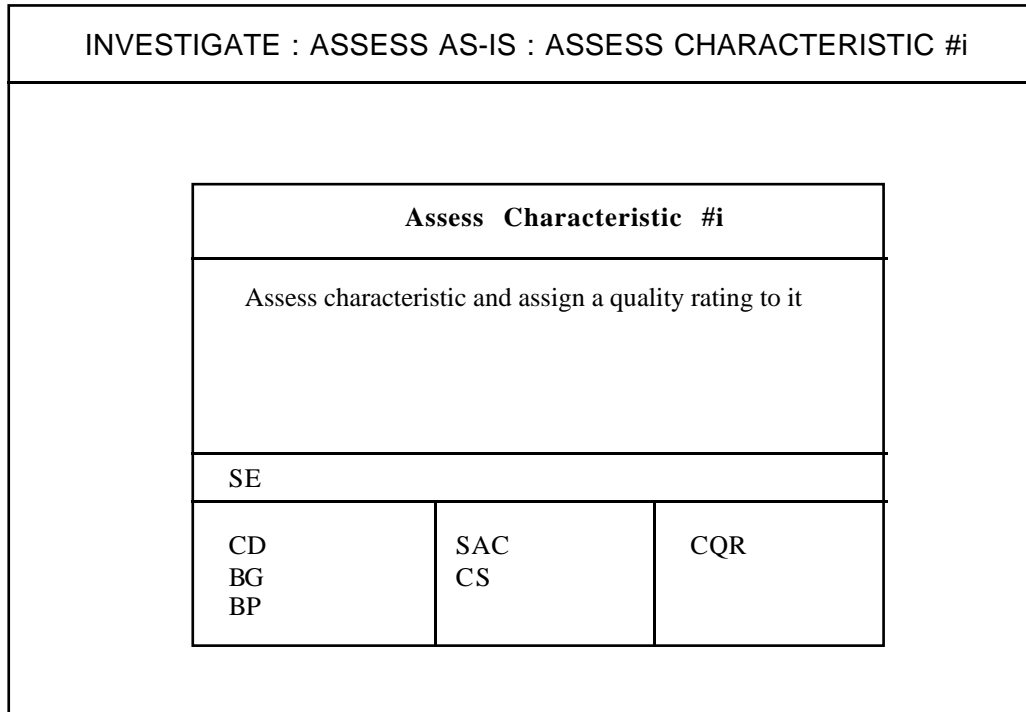 INVESTIGATE : ASSESS AS-IS : ASSESS CHARACTERISTIC #i
Assess Characteristic #i
Assess characteristic and assign a quality rating to it
SE
CD
BG
BP
SAC
CS
CQR